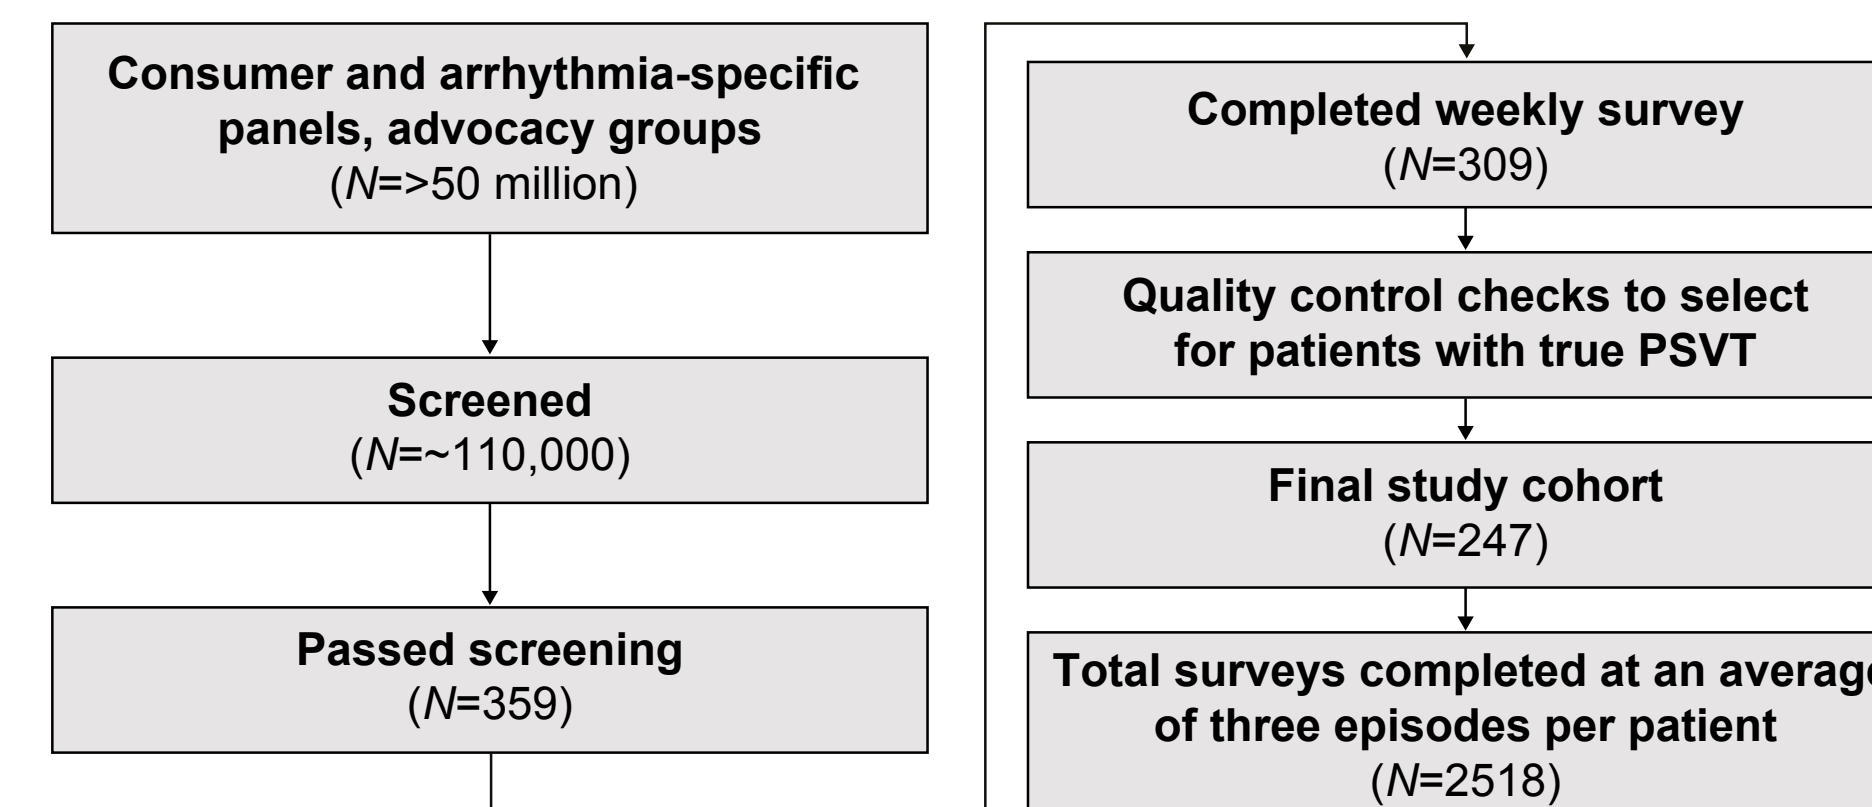 Consumer and arrhythmia-specific
panels, advocacy groups
(N=>50 million)
Screened
(N=~110,000)
Passed screening
(N=359)
Completed weekly survey
(N=309)
Quality control checks to select
for patients with true PSVT
Final study cohort
(N=247)
Total surveys completed at an average
of three episodes per patient
(N=2518)